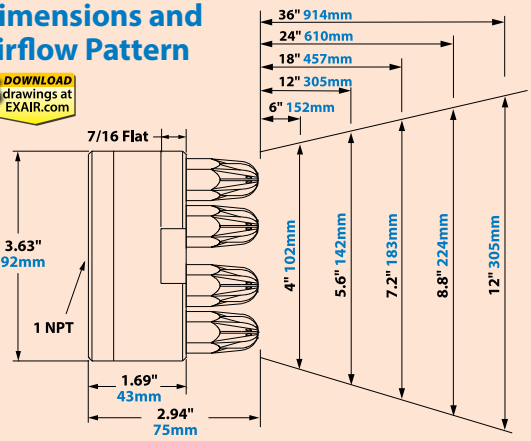 imensions and
irflow Pattern
DOWNLOAD
drawings at
EXAIR.com
36" 914mm
24" 610mm
18" 457mm
12" 305mm
6" 152mm
7/16 Flat
3.63"
92mm
1 NPT
4" 102mm
5.6" 142mm
7.2" 183mm
8.8" 224mm
12" 305mm
1.69"
43mm
2.94"
75mm